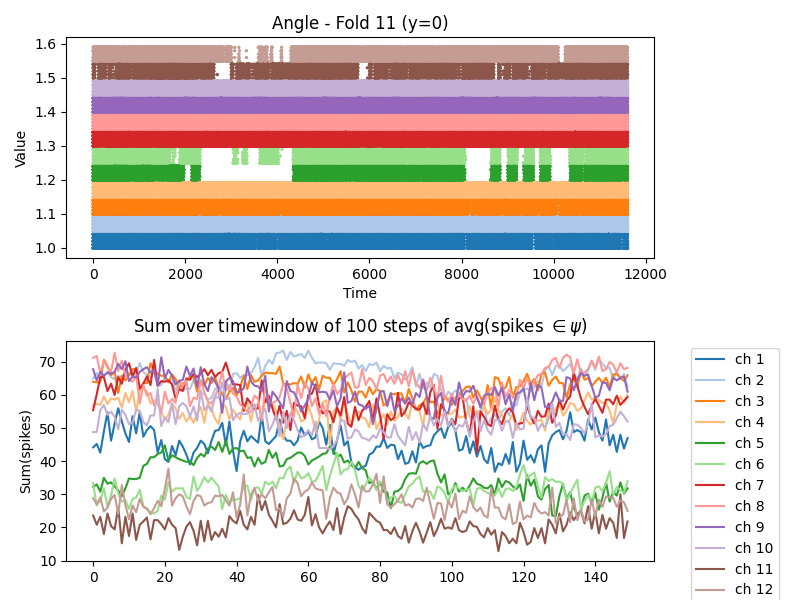 Angle - Fold 11 (y=0)
1.6
1.5
1.4
1.3
1.2
1.1
1.0
Value
0 2000 4000 6000 8000 10000 12000
Time
Sum over timewindow of 100 steps of avg(spikes ∈ ψ)
70
60
50
40
30
20
10
Sum(spikes)
0 20 40 60 80 100 120 140
ch 1
ch 2
ch 3
ch 4
ch 5
ch 6
ch 7
ch 8
ch 9
ch 10
ch 11
ch 12